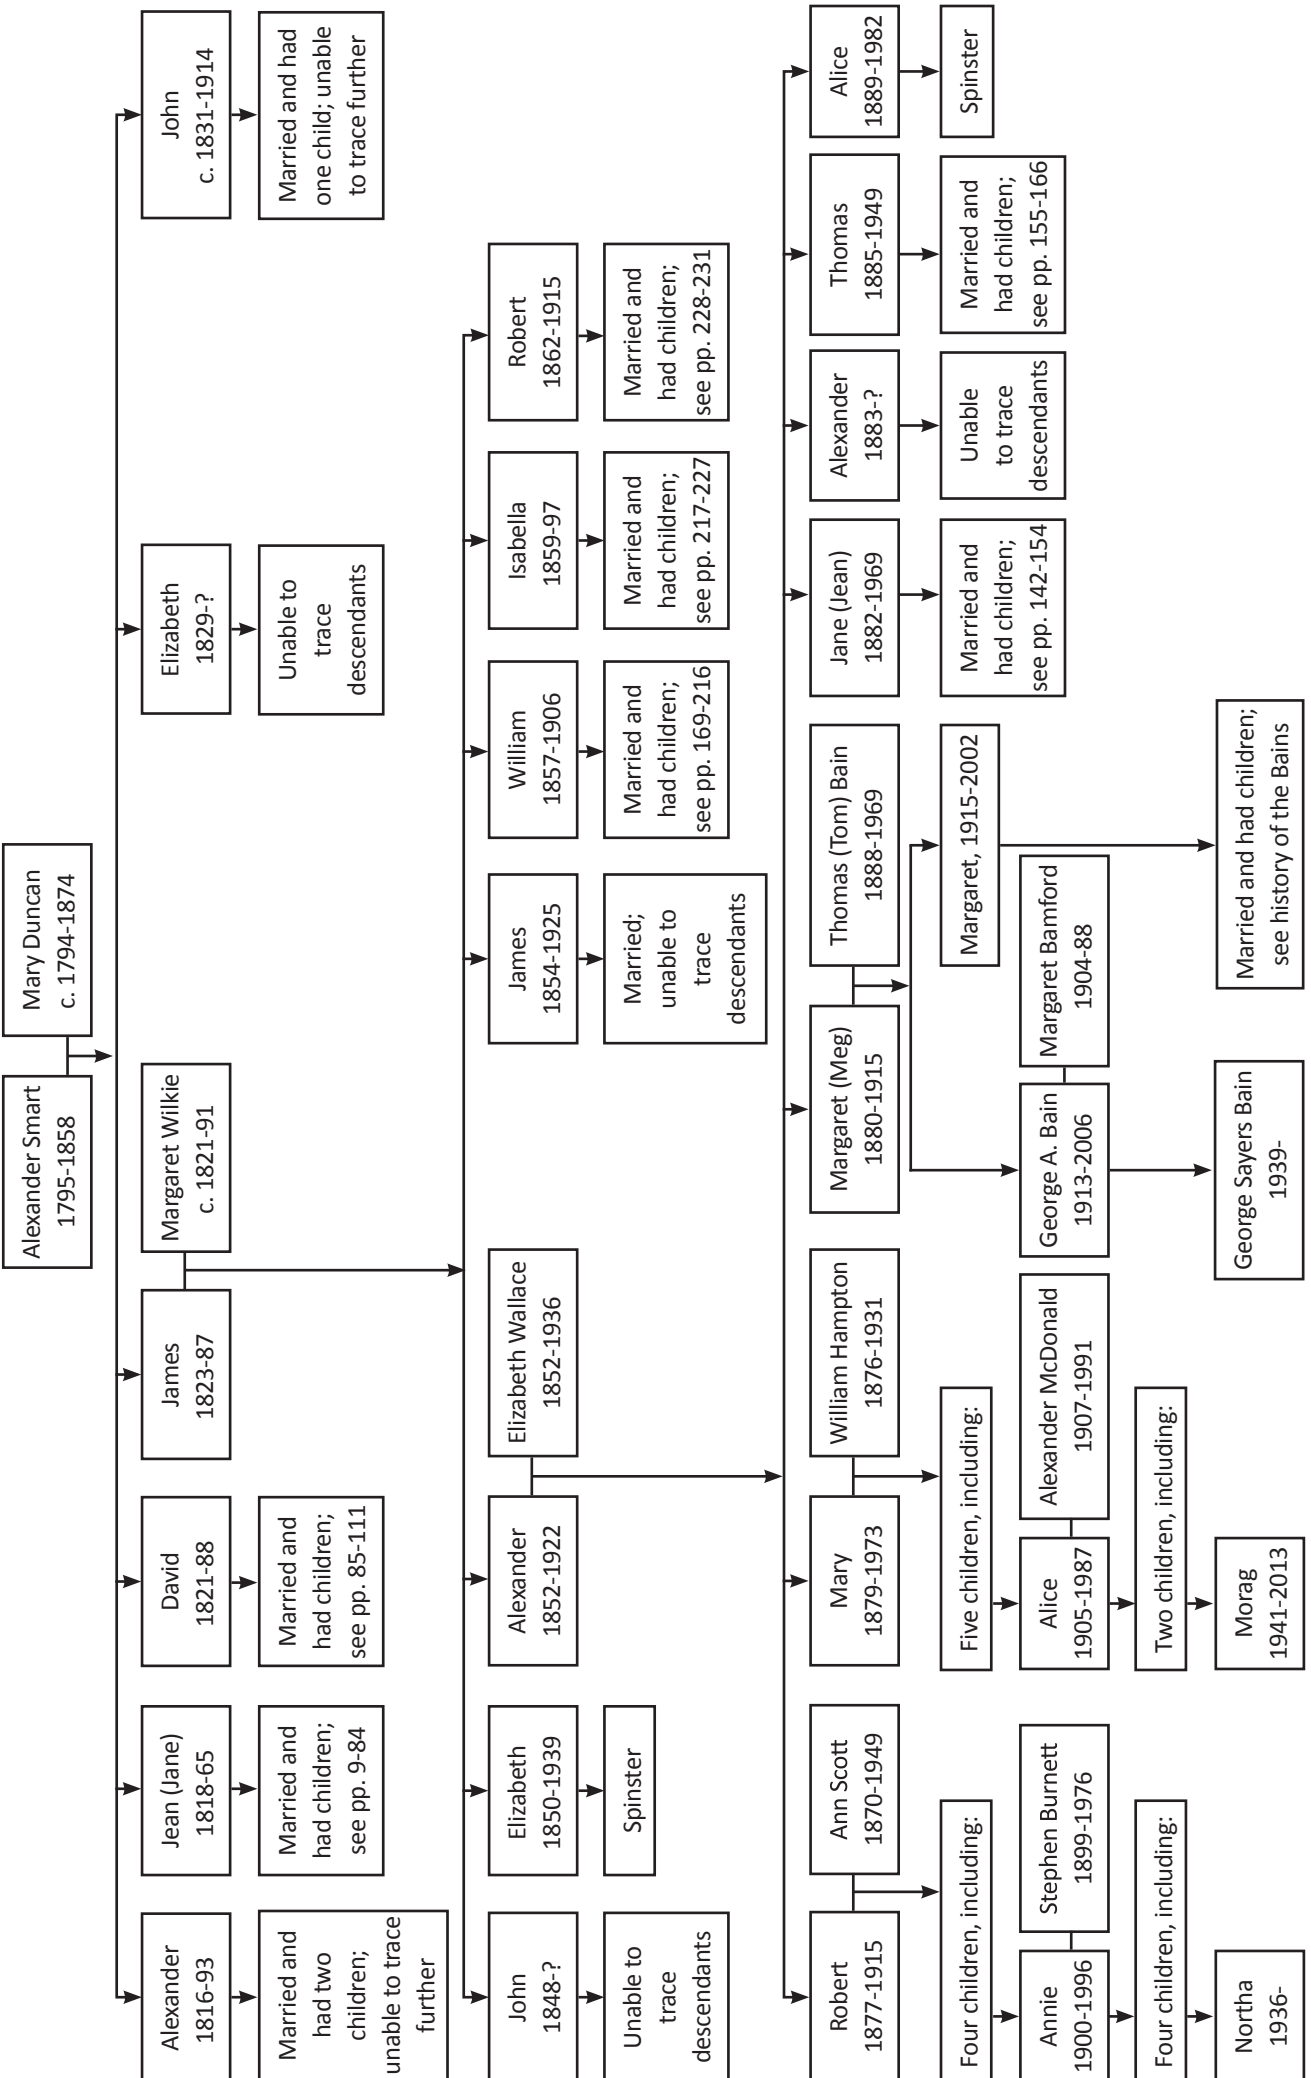 Alexander Smart
1795-1858
Mary Duncan
c. 1794-1874
Alexander
1816-93
Jean (Jane)
1818-65
David
1821-88
James
1823-87
Margaret Wilkie
c. 1821-91
Elizabeth
1829-?
John
c. 1831-1914
Married and
had two
children;
unable to trace
further
Married and
had children;
see pp. 9-84
Married and
had children;
see pp. 85-111
Unable to
trace
descendants
Married and had
one child; unable
to trace further
John
1848-?
Elizabeth
1850-1939
Alexander
1852-1922
Elizabeth Wallace
1852-1936
James
1854-1925
William
1857-1906
Isabella
1859-97
Robert
1862-1915
Unable to
trace
descendants
Spinster
Married;
unable to
trace
descendants
Married and
had children;
see pp. 169-216
Married and
had children;
see pp. 217-227
Married and
had children;
see pp. 228-231
Robert
1877-1915
Ann Scott
1870-1949
Mary
1879-1973
William Hampton
1876-1931
Margaret (Meg)
1880-1915
Thomas (Tom) Bain
1888-1969
Jane (Jean)
1882-1969
Alexander
1883-?
Thomas
1885-1949
Alice
1889-1982
Four children, including:
Five children, including:
Margaret, 1915-2002
Married and
had children;
see pp. 142-154
Unable
to trace
descendants
Married and
had children;
see pp. 155-166
Spinster
Annie
1900-1996
Stephen Burnett
1899-1976
Alice
1905-1987
Alexander McDonald
1907-1991
George A. Bain
1913-2006
Margaret Bamford
1904-88
Four children, including:
Two children, including:
Northa
1936-
Morag
1941-2013
George Sayers Bain
1939-
Married and had children;
see history of the Bains